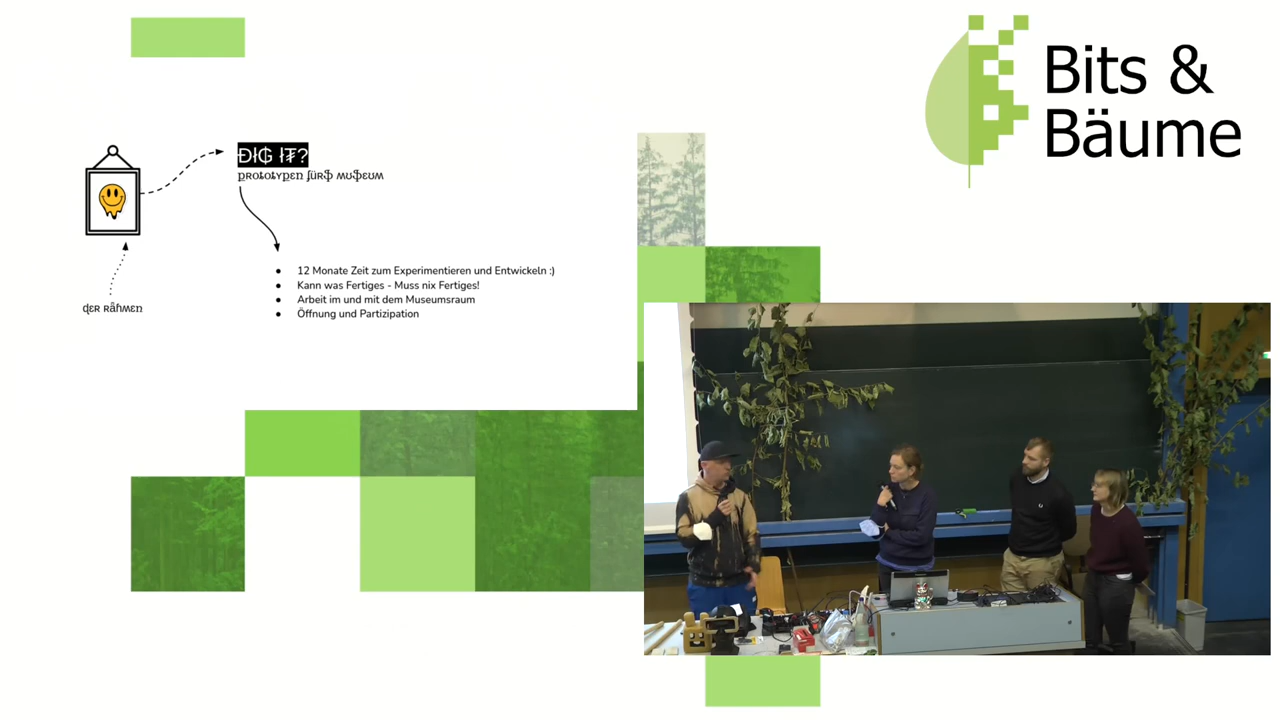 Bits &
Bäume
DIG IT?
PROTOTYPEN FÜRS MUSEUM
DER RAHMEN
● 12 Monate Zeit zum Experimentieren und Entwickeln :)
● Kann was Fertiges - Muss nix Fertiges!
● Arbeit im und mit dem Museumsraum
● Öffnung und Partizipation